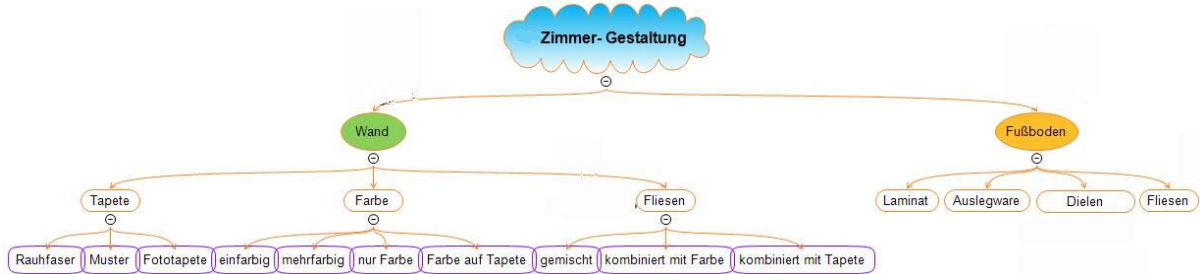 Zimmer- Gestaltung
Wand
Fußboden
Tapete
Farbe
Fliesen
Laminat
Auslegware
Dielen
Fliesen
Rauhfaser
Muster
Fototapete
einfarbig
mehrfarbig
nur Farbe
Farbe auf Tapete
gemischt
kombiniert mit Farbe
kombiniert mit Tapete